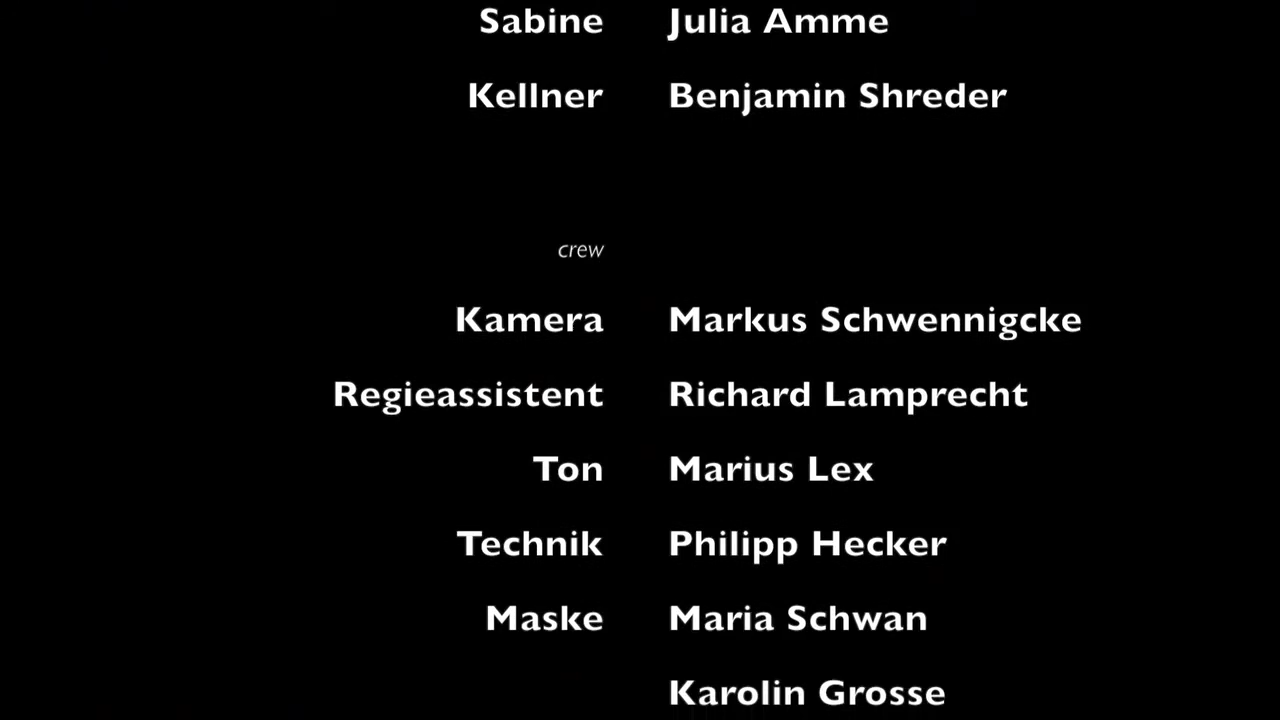 Sabine Julia Amme
Kellner Benjamin Shreder
crew
Kamera Markus Schwennigcke
Regieassistent Richard Lamprecht
Ton Marius Lex
Technik Philipp Hecker
Maske Maria Schwan
Karolin Grosse